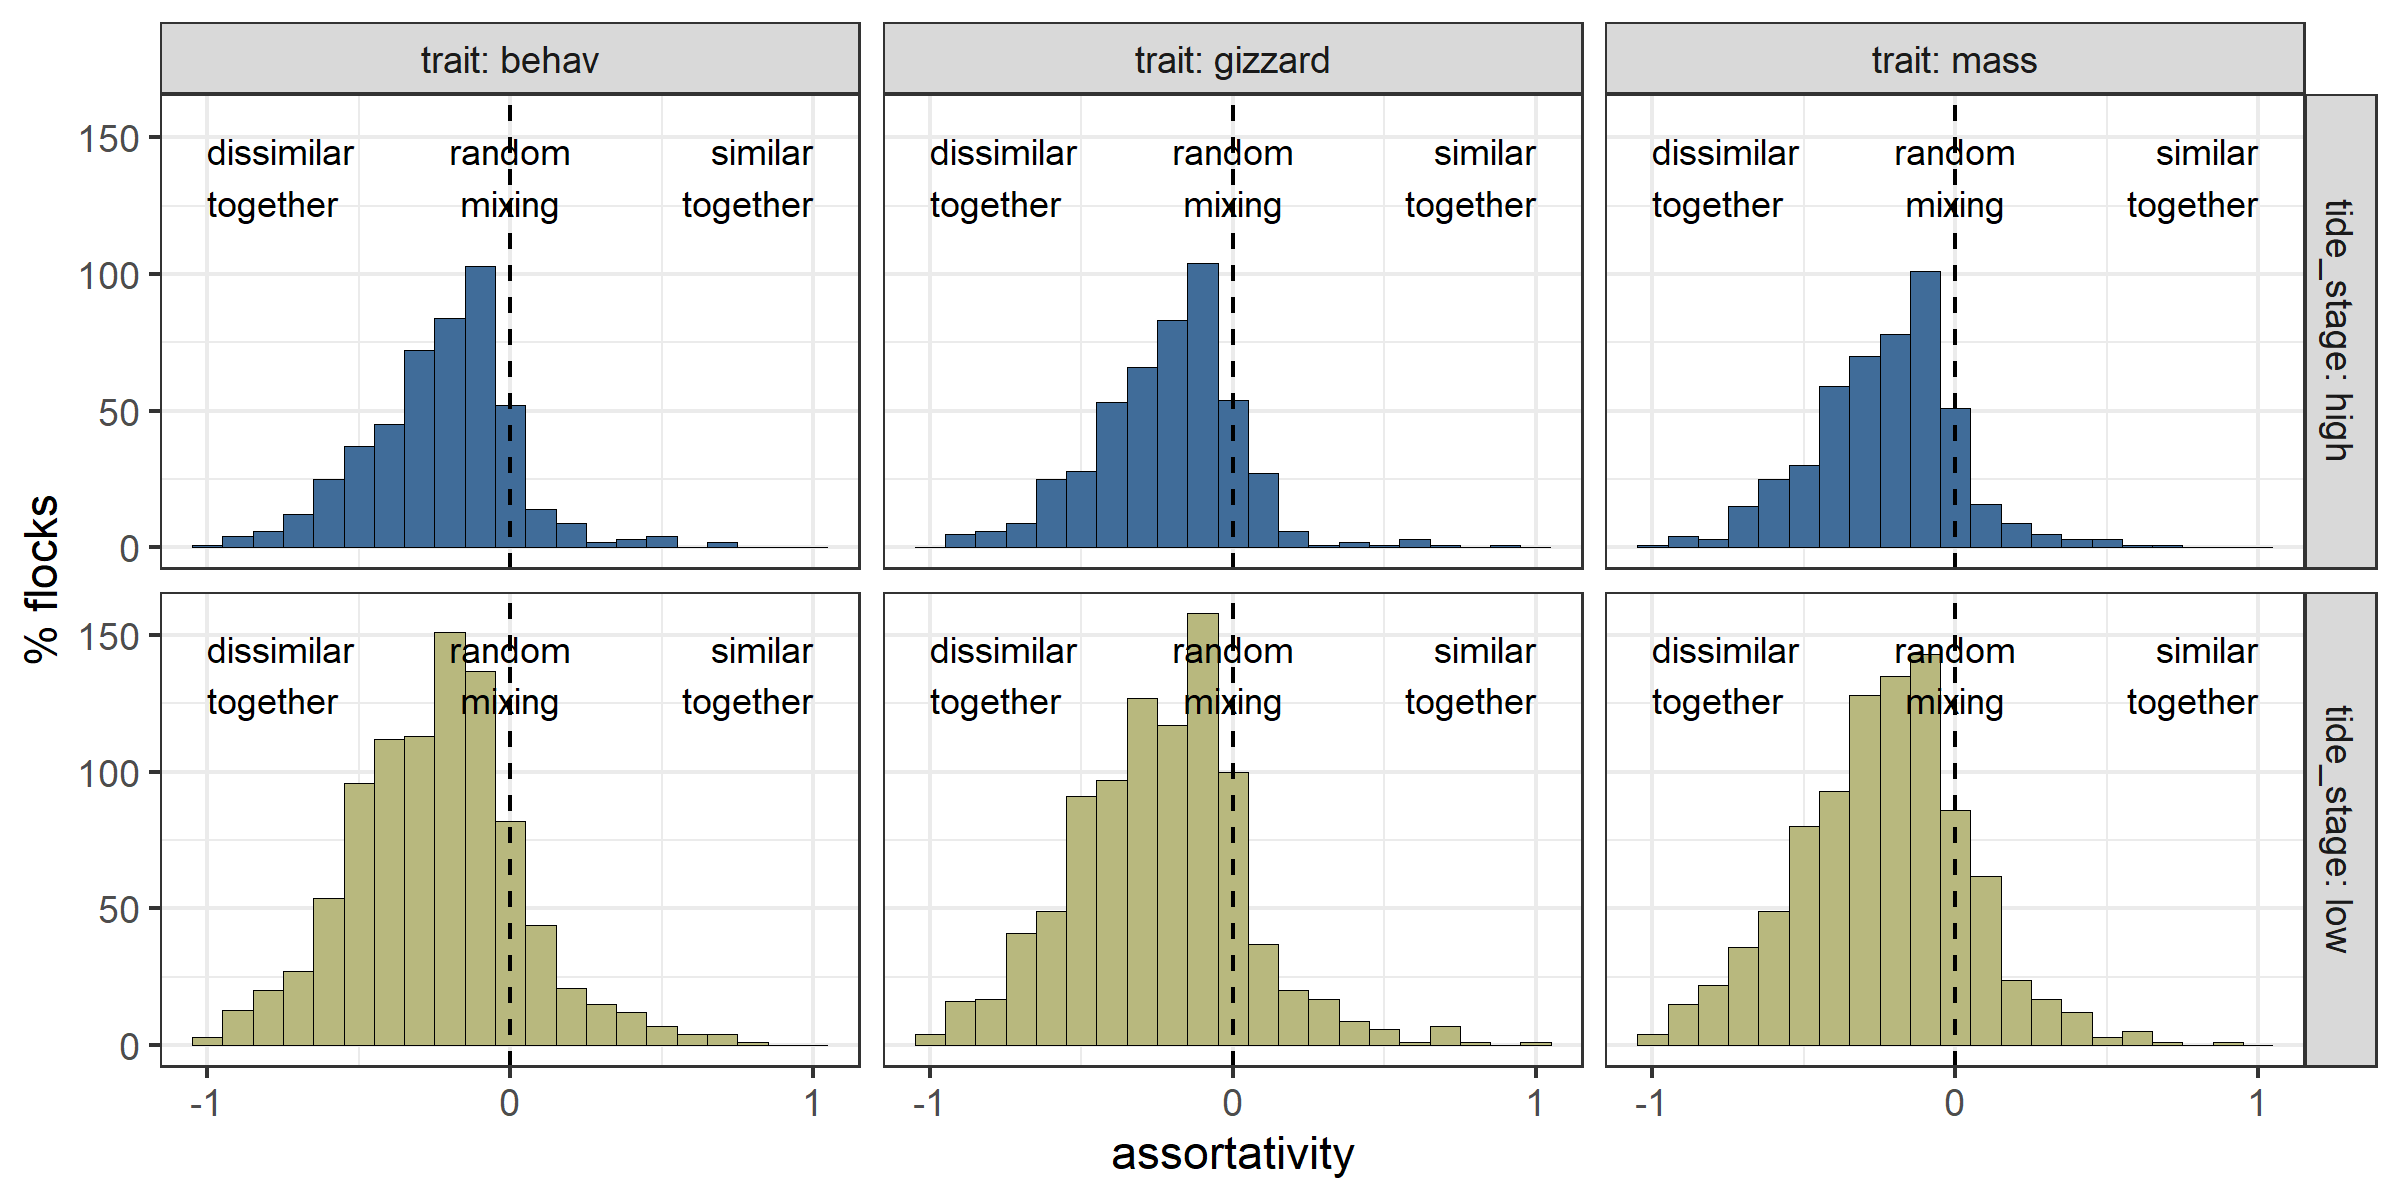 trait: behav
trait: gizzard
trait: mass
150
dissimilar random similar
together mixing together
dissimilar random similar
together mixing together
dissimilar random similar
together mixing together
100
50
0
tide_stage: high
% flocks
150
dissimilar random similar
together mixing together
dissimilar random similar
together mixing together
dissimilar random similar
together mixing together
100
50
0
tide_stage: low
-1 0 1
-1 0 1
-1 0 1
assortativity